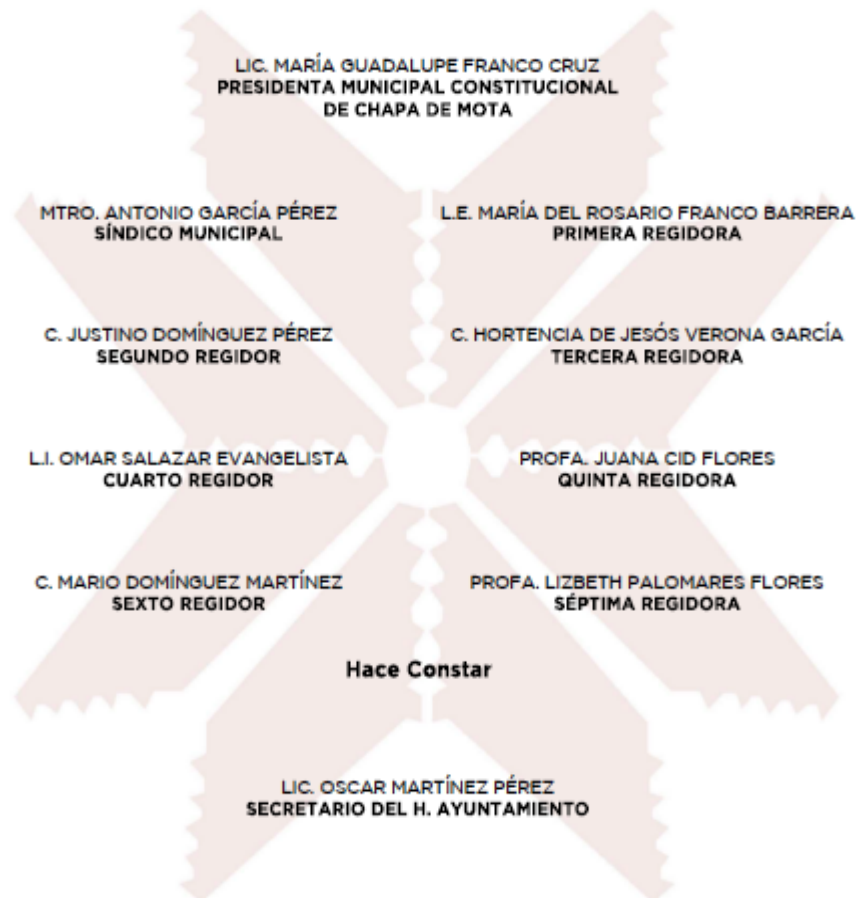 LIC. MARÍA GUADALUPE FRANCO CRUZ
PRESIDENTA MUNICIPAL CONSTITUCIONAL
DE CHAPA DE MOTA
MTRO. ANTONIO GARCÍA PÉREZ
SÍNDICO MUNICIPAL
L.E. MARÍA DEL ROSARIO FRANCO BARRERA
PRIMERA REGIDORA
C. JUSTINO DOMÍNGUEZ PÉREZ
SEGUNDO REGIDOR
C. HORTENCIA DE JESÚS VERONA GARCÍA
TERCERA REGIDORA
L.I. OMAR SALAZAR EVANGELISTA
CUARTO REGIDOR
PROFA. JUANA CID FLORES
QUINTA REGIDORA
C. MARIO DOMÍNGUEZ MARTÍNEZ
SEXTO REGIDOR
PROFA. LIZBETH PALOMARES FLORES
SÉPTIMA REGIDORA
Hace Constar
LIC. OSCAR MARTÍNEZ PÉREZ
SECRETARIO DEL H. AYUNTAMIENTO